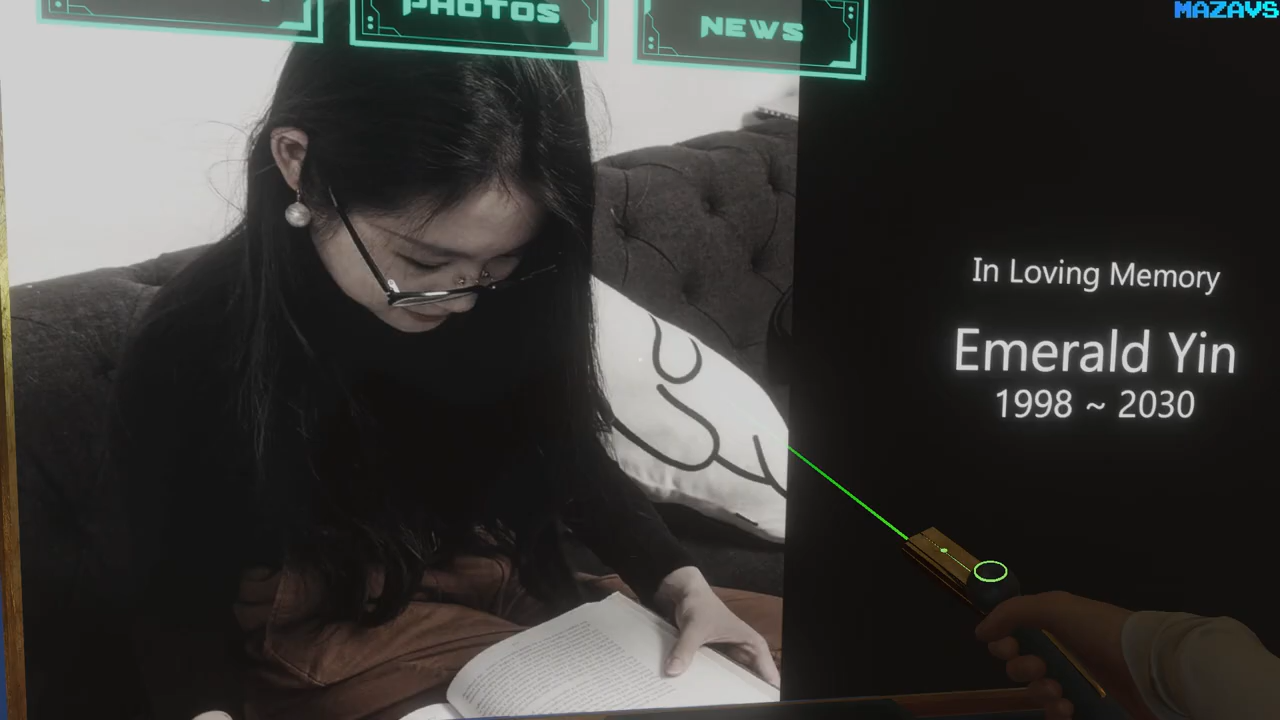 PHOTOS
NEWS
MAZAVS
In Loving Memory
Emerald Yin
1998 ~ 2030